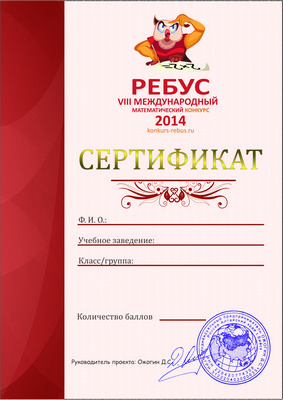 РЕБУС
VIII МЕЖДУНАРОДНЫЙ
МАТЕМАТИЧЕСКИЙ КОНКУРС
2014
konkurs-rebus.ru
СЕРТИФИКАТ
Ф. И. О.:
Учебное заведение:
Класс/группа:
Количество баллов
Руководитель проекта: Ожогин Д.С.